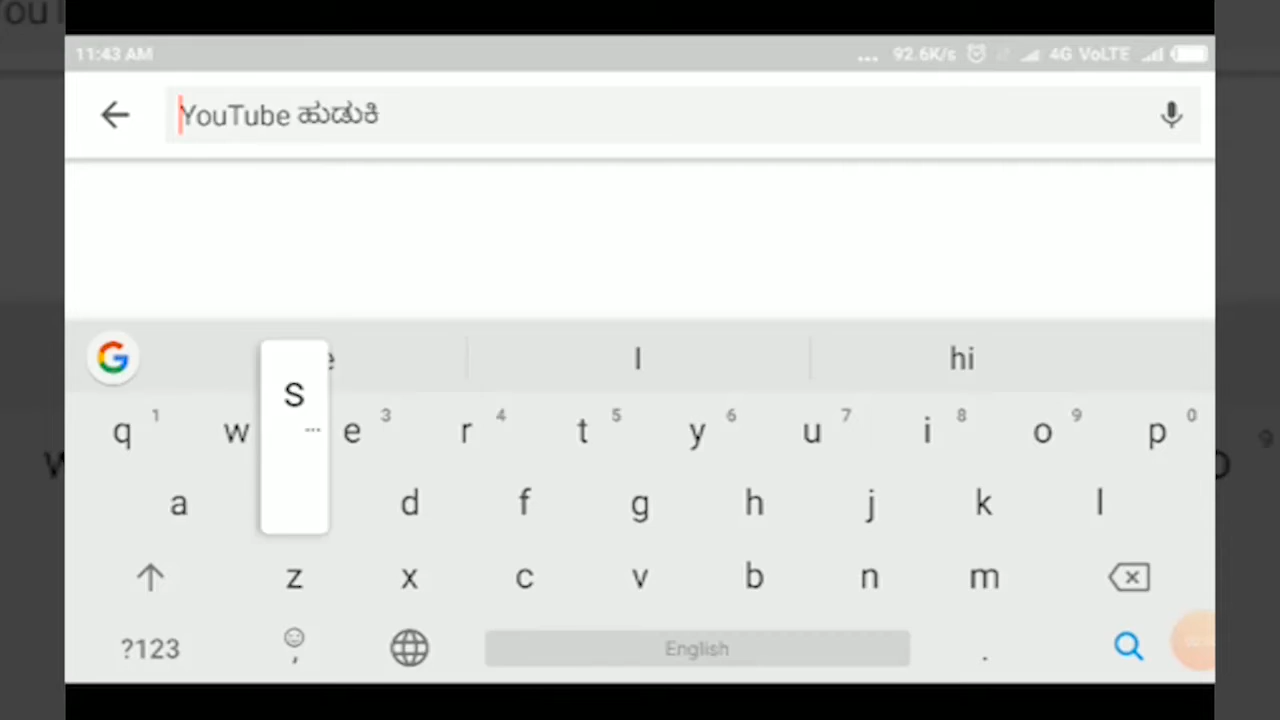 11:43 AM ... 92.6K/s 4G VoLTE
YouTube ಹುಡುಕಿ
I hi
S
q 1 w e 3 r 4 t 5 y 6 u 7 i 8 o 9 p 0
a d f g h j k l
z x c v b n m
?123 , English .